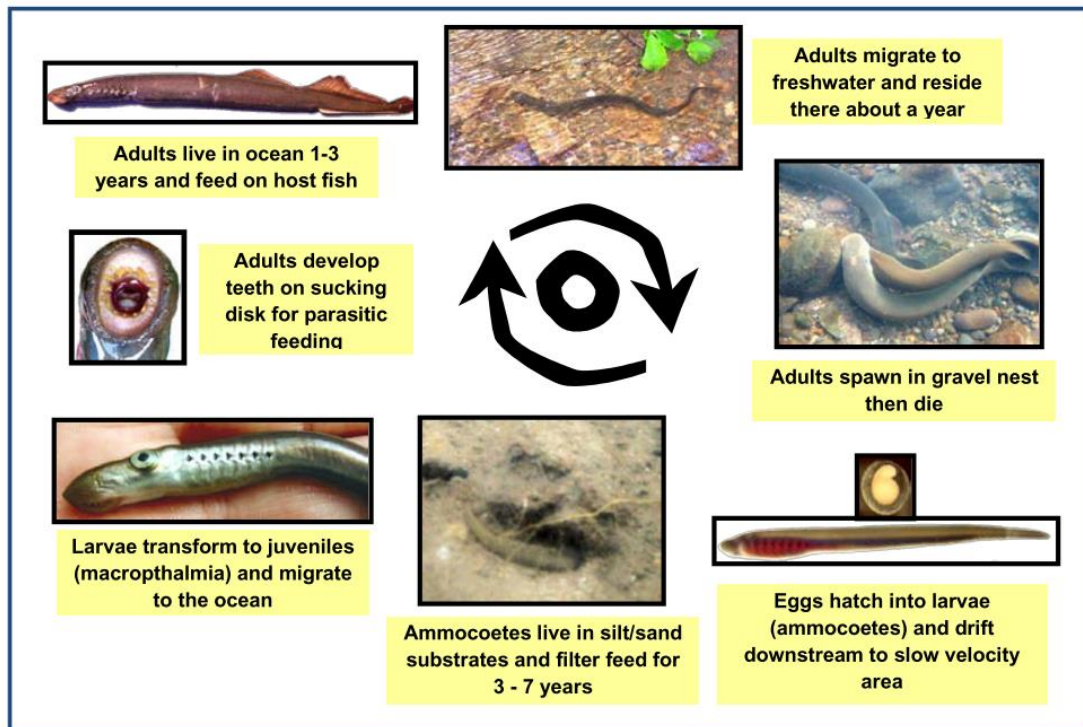 Adults live in ocean 1-3
years and feed on host fish
Adults migrate to
freshwater and reside
there about a year
Adults develop
teeth on sucking
disk for parasitic
feeding
Adults spawn in gravel nest
then die
Larvae transform to juveniles
(macropthalmia) and migrate
to the ocean
Ammocoetes live in silt/sand
substrates and filter feed for
3 - 7 years
Eggs hatch into larvae
(ammocoetes) and drift
downstream to slow velocity
area